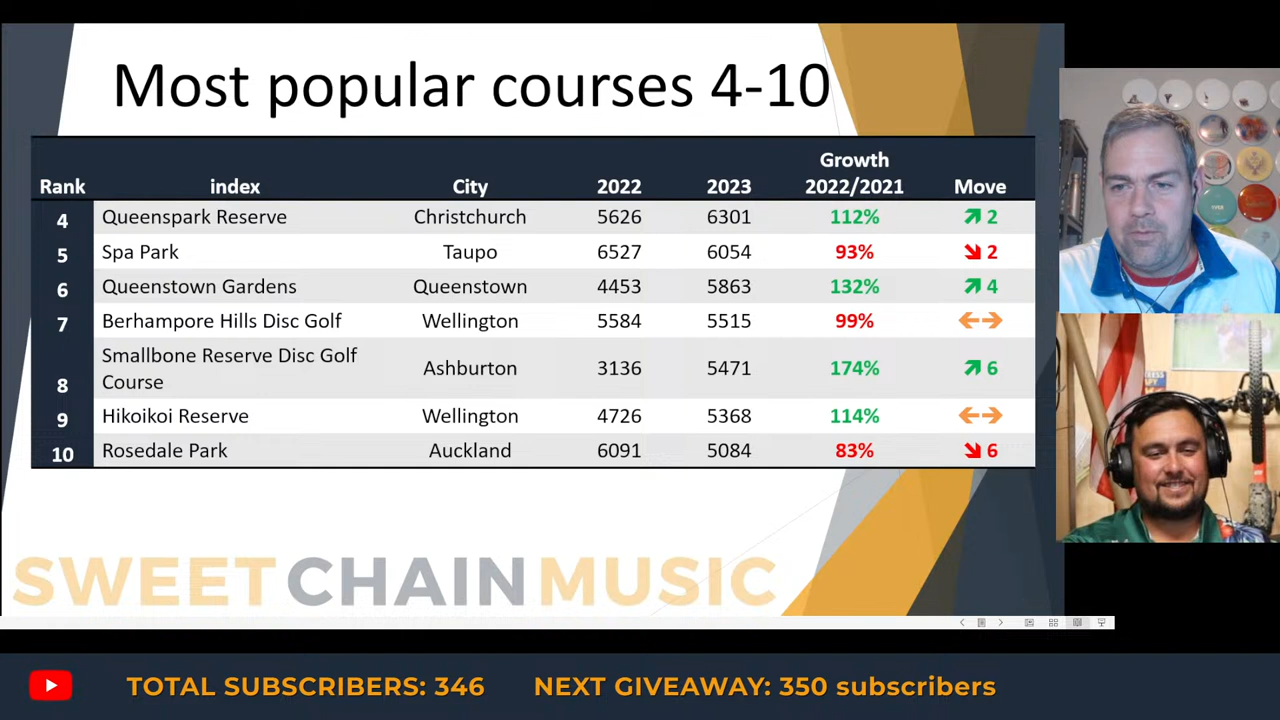 Most popular courses 4-10
Growth
Rank index City 2022 2023 2022/2021 Move
4 Queenspark Reserve Christchurch 5626 6301 112% 2
5 Spa Park Taupo 6527 6054 93% 2
6 Queenstown Gardens Queenstown 4453 5863 132% 4
7 Berhampore Hills Disc Golf Wellington 5584 5515 99%
Smallbone Reserve Disc Golf
8 Course Ashburton 3136 5471 174% 6
9 Hikoikoi Reserve Wellington 4726 5368 114%
10 Rosedale Park Auckland 6091 5084 83% 6
SWEET CHAIN MUSIC
TOTAL SUBSCRIBERS: 346 NEXT GIVEAWAY: 350 subscribers